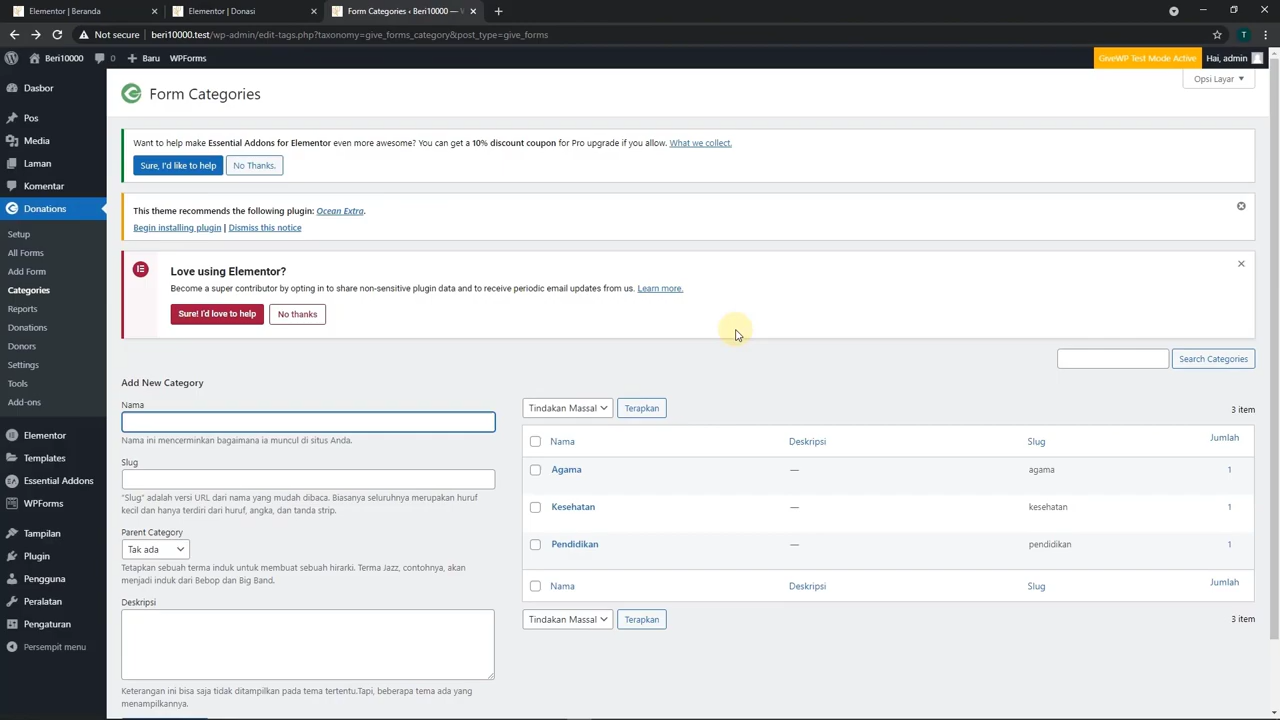 Elementor | Beranda
Elementor | Donasi
Form Categories ‹ Beri10000 — V
Not secure
beri10000.test/wp-admin/edit-tags.php?taxonomy=give_forms_category&post_type=give_forms
T
Beri10000
0
Baru
WPForms
GiveWP Test Mode Active
Hai, admin
Dasbor
Pos
Media
Laman
Komentar
Donations
Setup
All Forms
Add Form
Categories
Reports
Donations
Donors
Settings
Tools
Add-ons
Elementor
Templates
Essential Addons
WPForms
Tampilan
Plugin
Pengguna
Peralatan
Pengaturan
Persempit menu
Form Categories
Opsi Layar
Want to help make Essential Addons for Elementor even more awesome? You can get a 10% discount coupon for Pro upgrade if you allow. What we collect.
Sure, I'd like to help
No Thanks.
This theme recommends the following plugin: Ocean Extra.
Begin installing plugin | Dismiss this notice
Love using Elementor?
Become a super contributor by opting in to share non-sensitive plugin data and to receive periodic email updates from us. Learn more.
Sure! I'd love to help
No thanks
Search Categories
Add New Category
Nama
Nama ini mencerminkan bagaimana ia muncul di situs Anda.
Slug
"Slug" adalah versi URL dari nama yang mudah dibaca. Biasanya seluruhnya merupakan huruf
kecil dan hanya terdiri dari huruf, angka, dan tanda strip.
Parent Category
Tak ada
Tetapkan sebuah terma induk untuk membuat sebuah hirarki. Terma Jazz, contohnya, akan
menjadi induk dari Bebop dan Big Band.
Deskripsi
Keterangan ini bisa saja tidak ditampilkan pada tema tertentu.Tapi, beberapa tema ada yang
menampilkannya.
Tindakan Massal
Terapkan
3 item
Nama
Deskripsi
Slug
Jumlah
Agama
—
agama
1
Kesehatan
—
kesehatan
1
Pendidikan
—
pendidikan
1
Nama
Deskripsi
Slug
Jumlah
Tindakan Massal
Terapkan
3 item